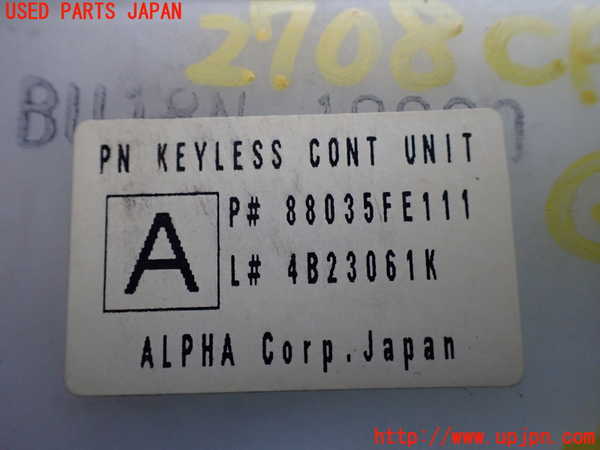 USED PARTS JAPAN
2708
PN KEYLESS CONT UNIT
A
P# 88035FE111
L# 4B23061K
ALPHA Corp.Japan
http://www.upjpn.com/